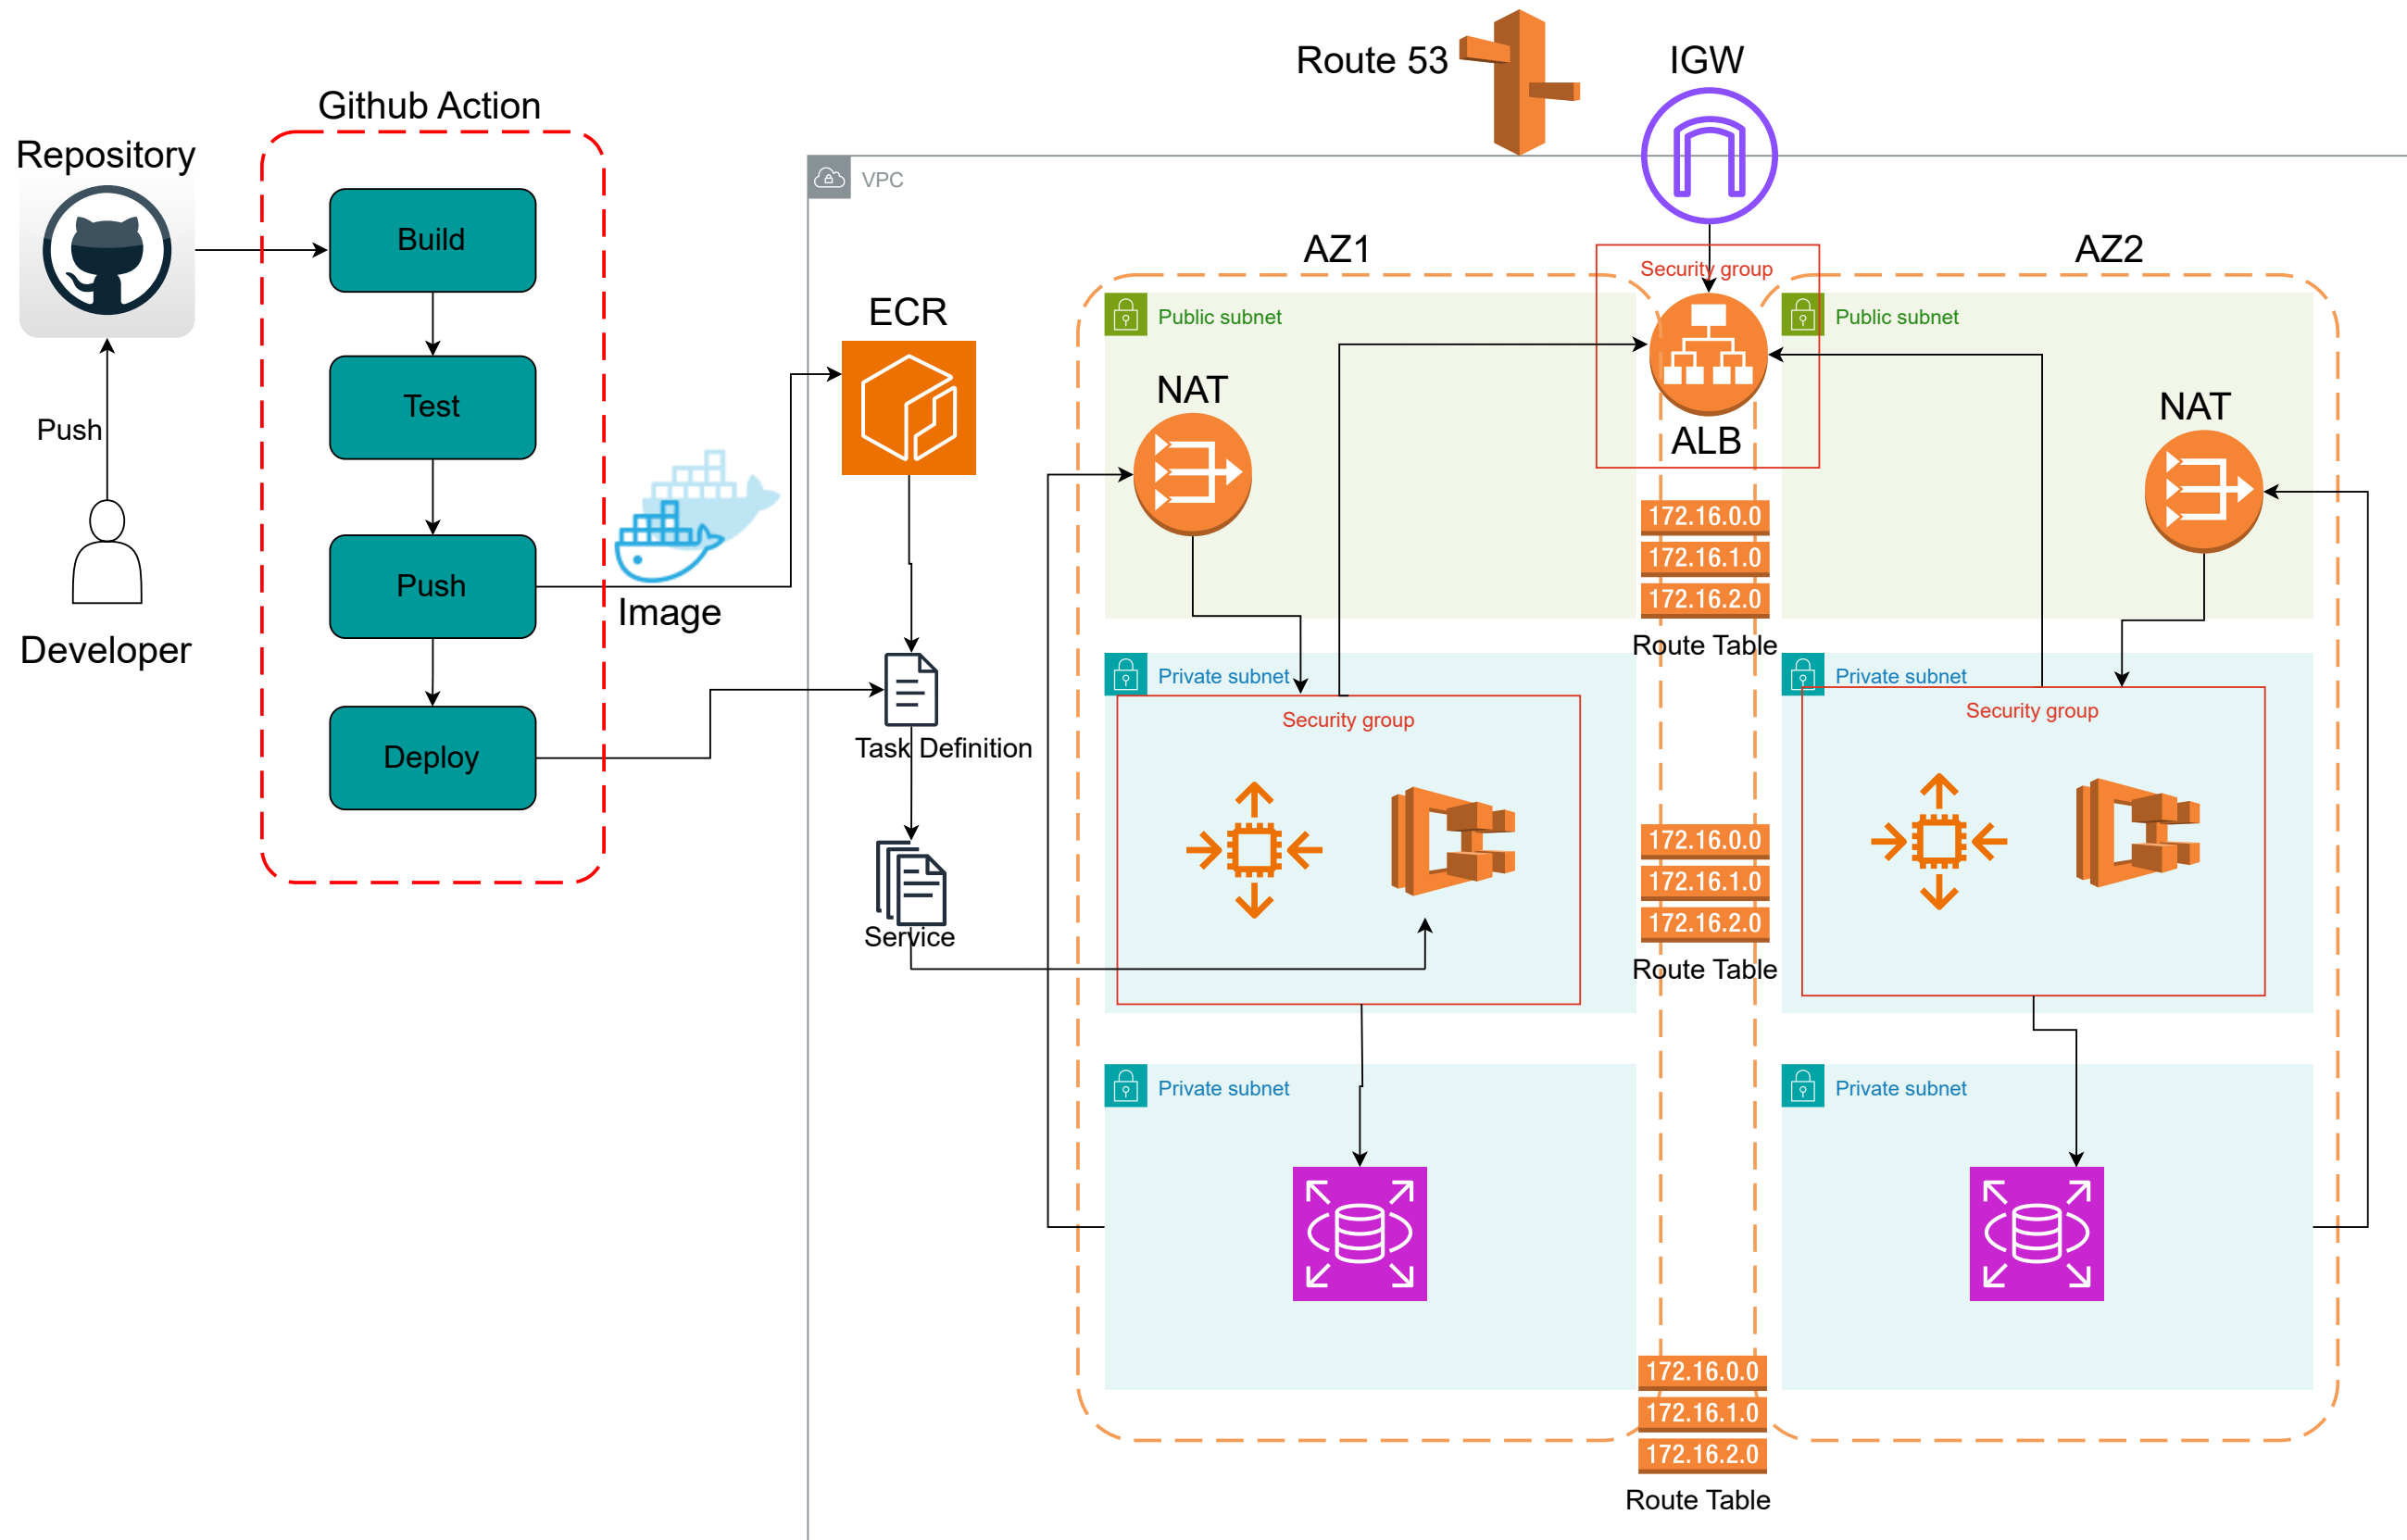 Route 53
IGW
Github Action
Repository
VPC
Build
AZ1
AZ2
Security group
ECR
Public subnet
Public subnet
NAT
NAT
Test
Push
ALB
172.16.0.0
172.16.1.0
172.16.2.0
Route Table
Push
Image
Developer
Private subnet
Private subnet
Security group
Security group
Task Definition
Deploy
172.16.0.0
172.16.1.0
172.16.2.0
Route Table
Service
Private subnet
Private subnet
172.16.0.0
172.16.1.0
172.16.2.0
Route Table